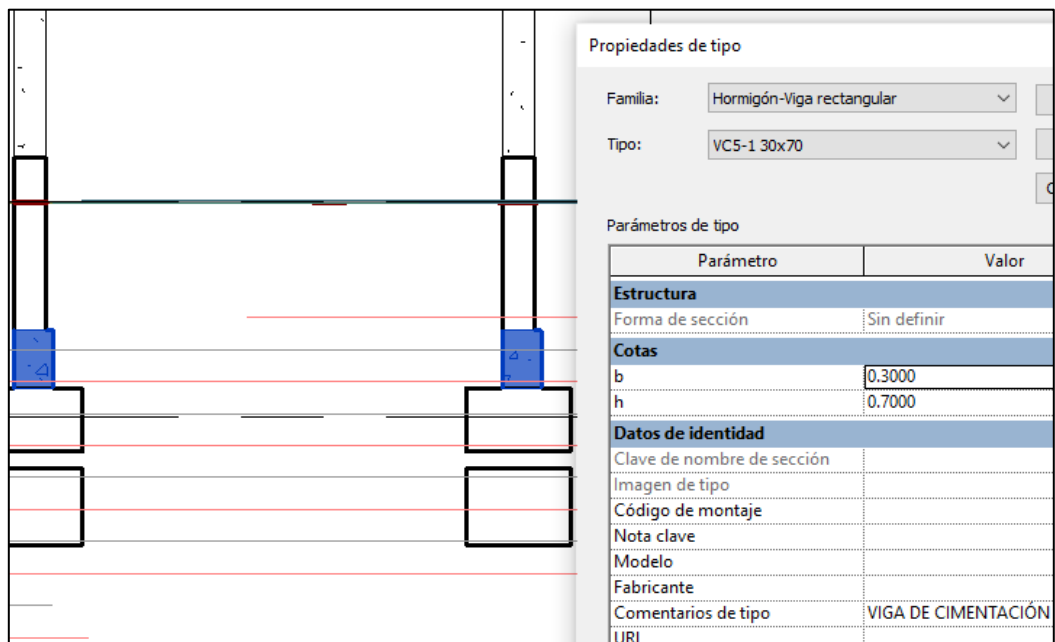 Propiedades de tipo
Familia: Hormigón-Viga rectangular
Tipo: VC5-1 30x70
Parámetros de tipo
Parámetro Valor
Estructura
Forma de sección Sin definir
Cotas
b 0.3000
h 0.7000
Datos de identidad
Clave de nombre de sección
Imagen de tipo
Código de montaje
Nota clave
Modelo
Fabricante
Comentarios de tipo VIGA DE CIMENTACIÓN
URL